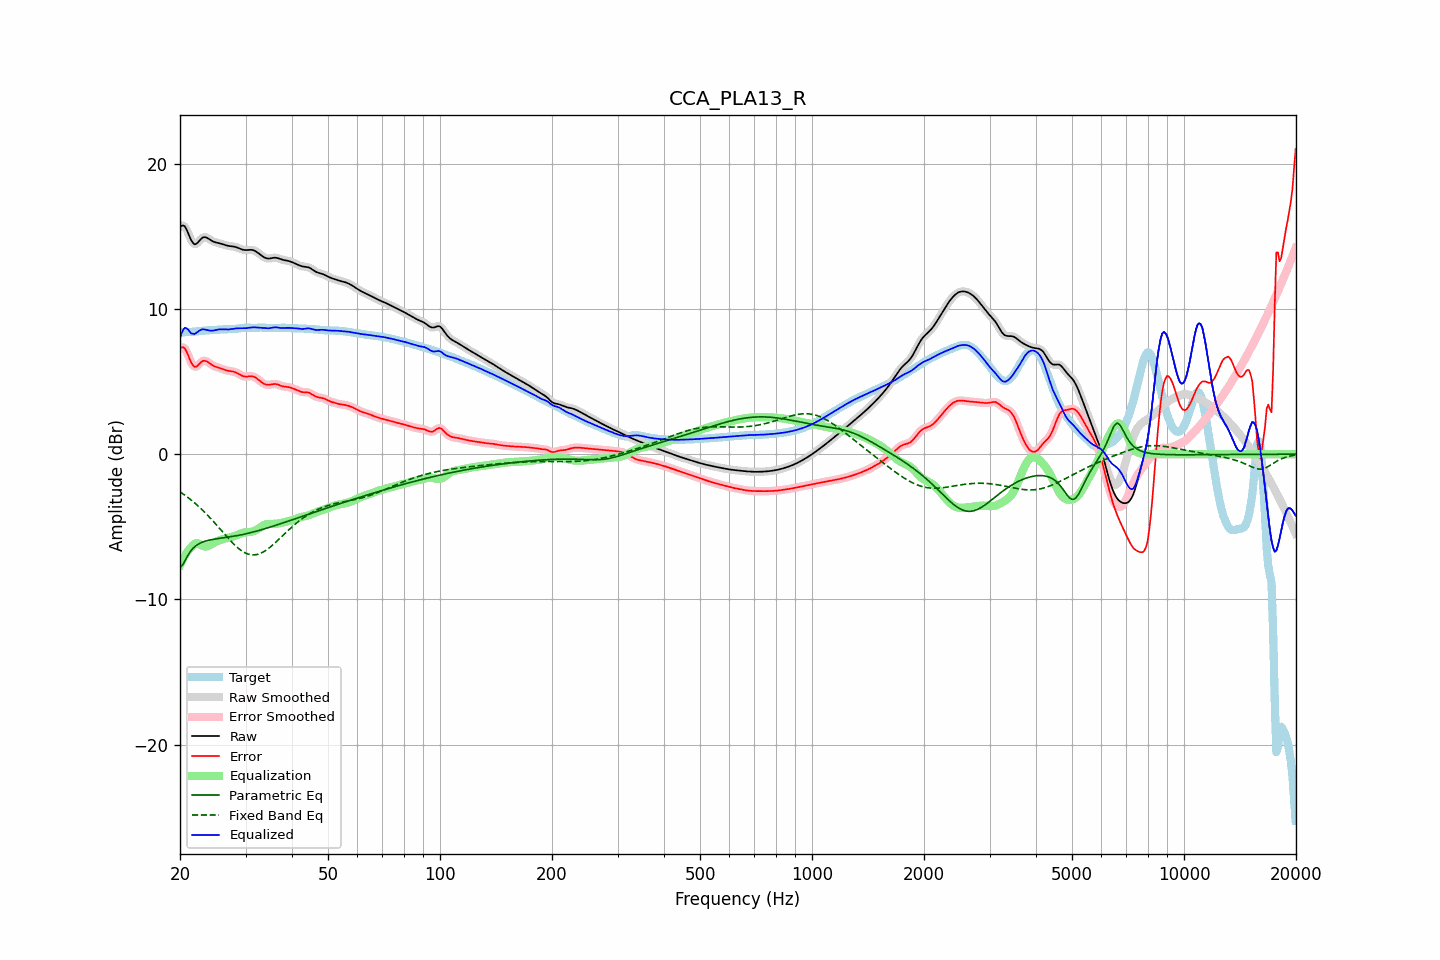 CCA_PLA13_R
Amplitude (dBr)
20
10
0
−10
−20
Target
Raw Smoothed
Error Smoothed
Raw
Error
Equalization
Parametric Eq
Fixed Band Eq
Equalized
20 50 100 200 500 1000 2000 5000 10000 20000
Frequency (Hz)